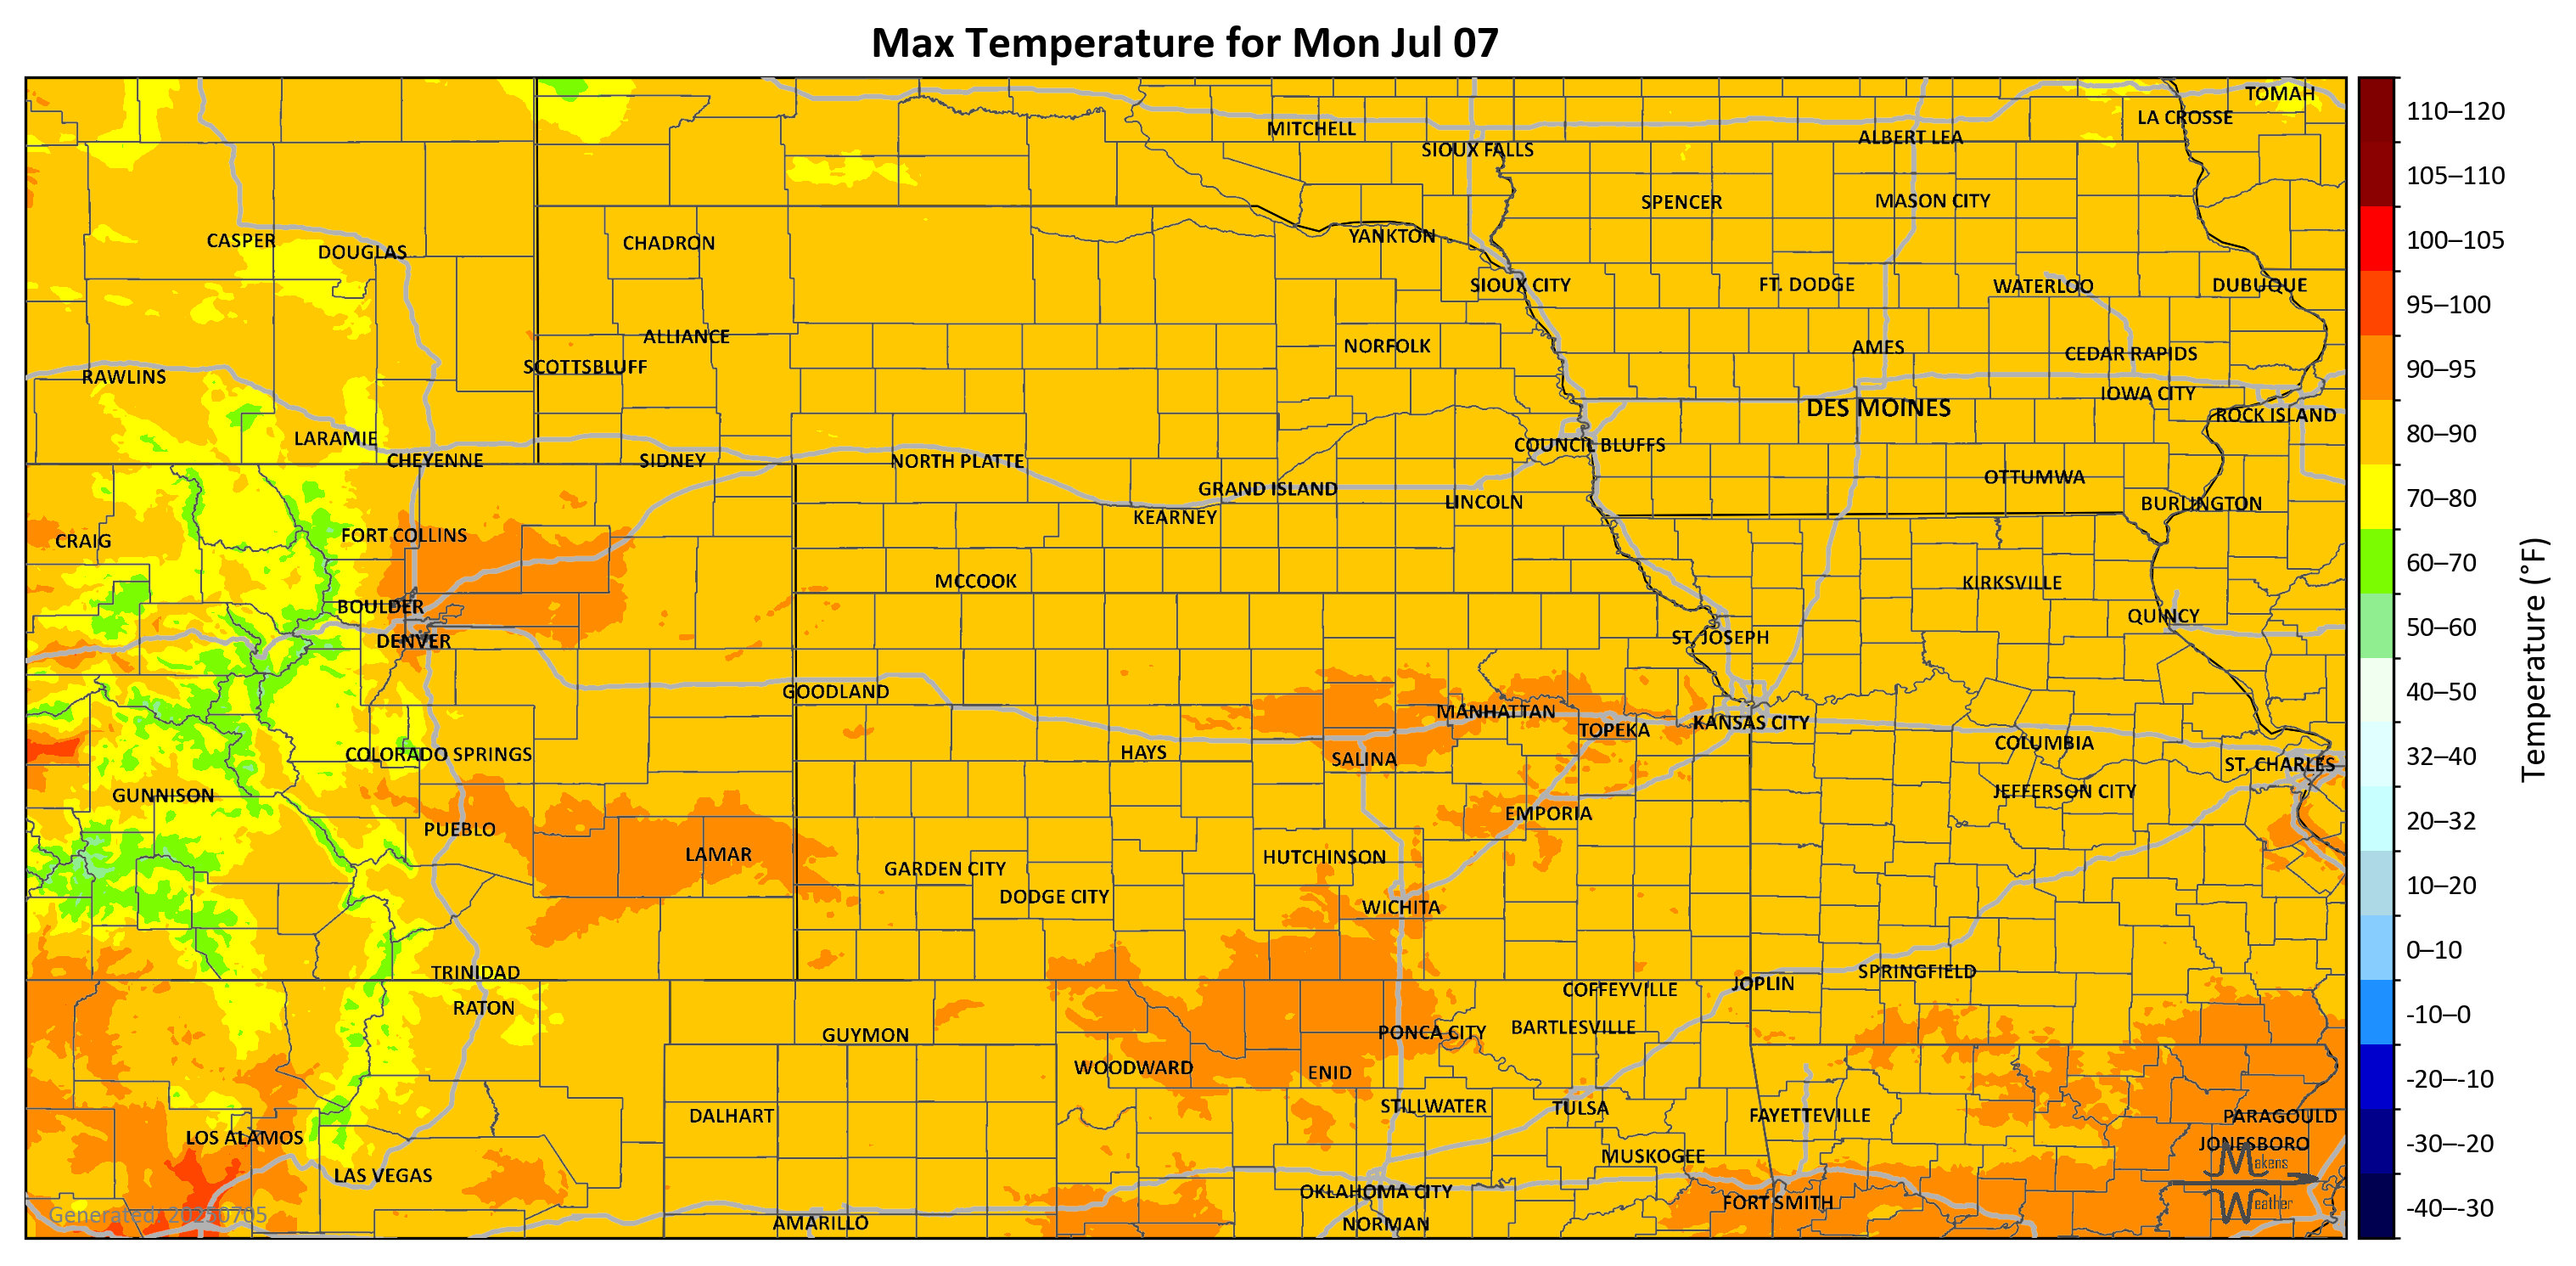 Max Temperature for Mon Jul 07
TOMAH
LA CROSSE
MITCHELL
ALBERT LEA
SIOUX FALLS
SPENCER
MASON CITY
CASPER
DOUGLAS
CHADRON
YANKTON
SIOUX CITY
FT. DODGE
WATERLOO
DUBUQUE
ALLIANCE
NORFOLK
AMES
CEDAR RAPIDS
SCOTTSBLUFF
RAWLINS
IOWA CITY
DES MOINES
ROCK ISLAND
LARAMIE
COUNCIL BLUFFS
CHEYENNE
SIDNEY
NORTH PLATTE
OTTUMWA
GRAND ISLAND
LINCOLN
BURLINGTON
KEARNEY
FORT COLLINS
CRAIG
MCCOOK
KIRKSVILLE
BOULDER
QUINCY
DENVER
ST. JOSEPH
GOODLAND
MANHATTAN
TOPEKA
KANSAS CITY
COLUMBIA
COLORADO SPRINGS
HAYS
SALINA
ST. CHARLES
GUNNISON
JEFFERSON CITY
EMPORIA
PUEBLO
LAMAR
HUTCHINSON
GARDEN CITY
DODGE CITY
WICHITA
TRINIDAD
SPRINGFIELD
JOPLIN
COFFEYVILLE
RATON
GUYMON
PONCA CITY
BARTLESVILLE
WOODWARD
ENID
STILLWATER
TULSA
DALHART
FAYETTEVILLE
PARAGOULD
LOS ALAMOS
JONESBORO
MUSKOGEE
LAS VEGAS
OKLAHOMA CITY
FORT SMITH
AMARILLO
NORMAN
Generated: 20250705
Makens
Weather
110–120
105–110
100–105
95–100
90–95
80–90
70–80
60–70
50–60
40–50
32–40
20–32
10–20
0–10
-10–0
-20–-10
-30–-20
-40–-30
Temperature (°F)